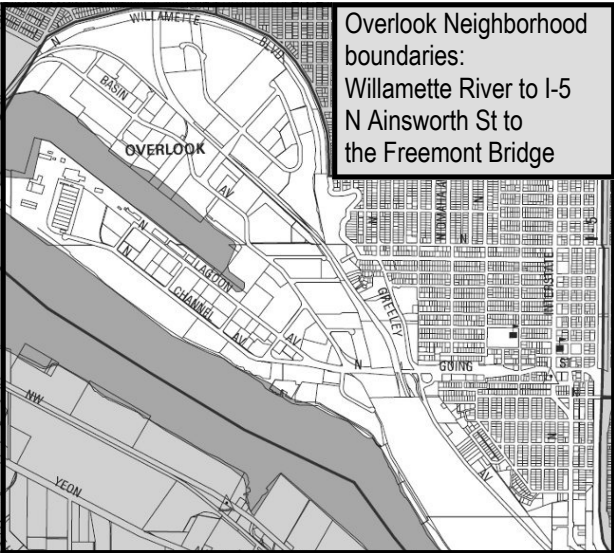 Overlook Neighborhood
boundaries:
Willamette River to I-5
N Ainsworth St to
the Freemont Bridge
N WILLAMETTE BLVD
BASIN
OVERLOOK
AV
N OMAHA AV
N
N
I-5
N
N
LAGOON
CHANNEL
AV
AV
GREELEY
INTERSTATE
N
GOING
ST
NW
YEON
AV
N
N